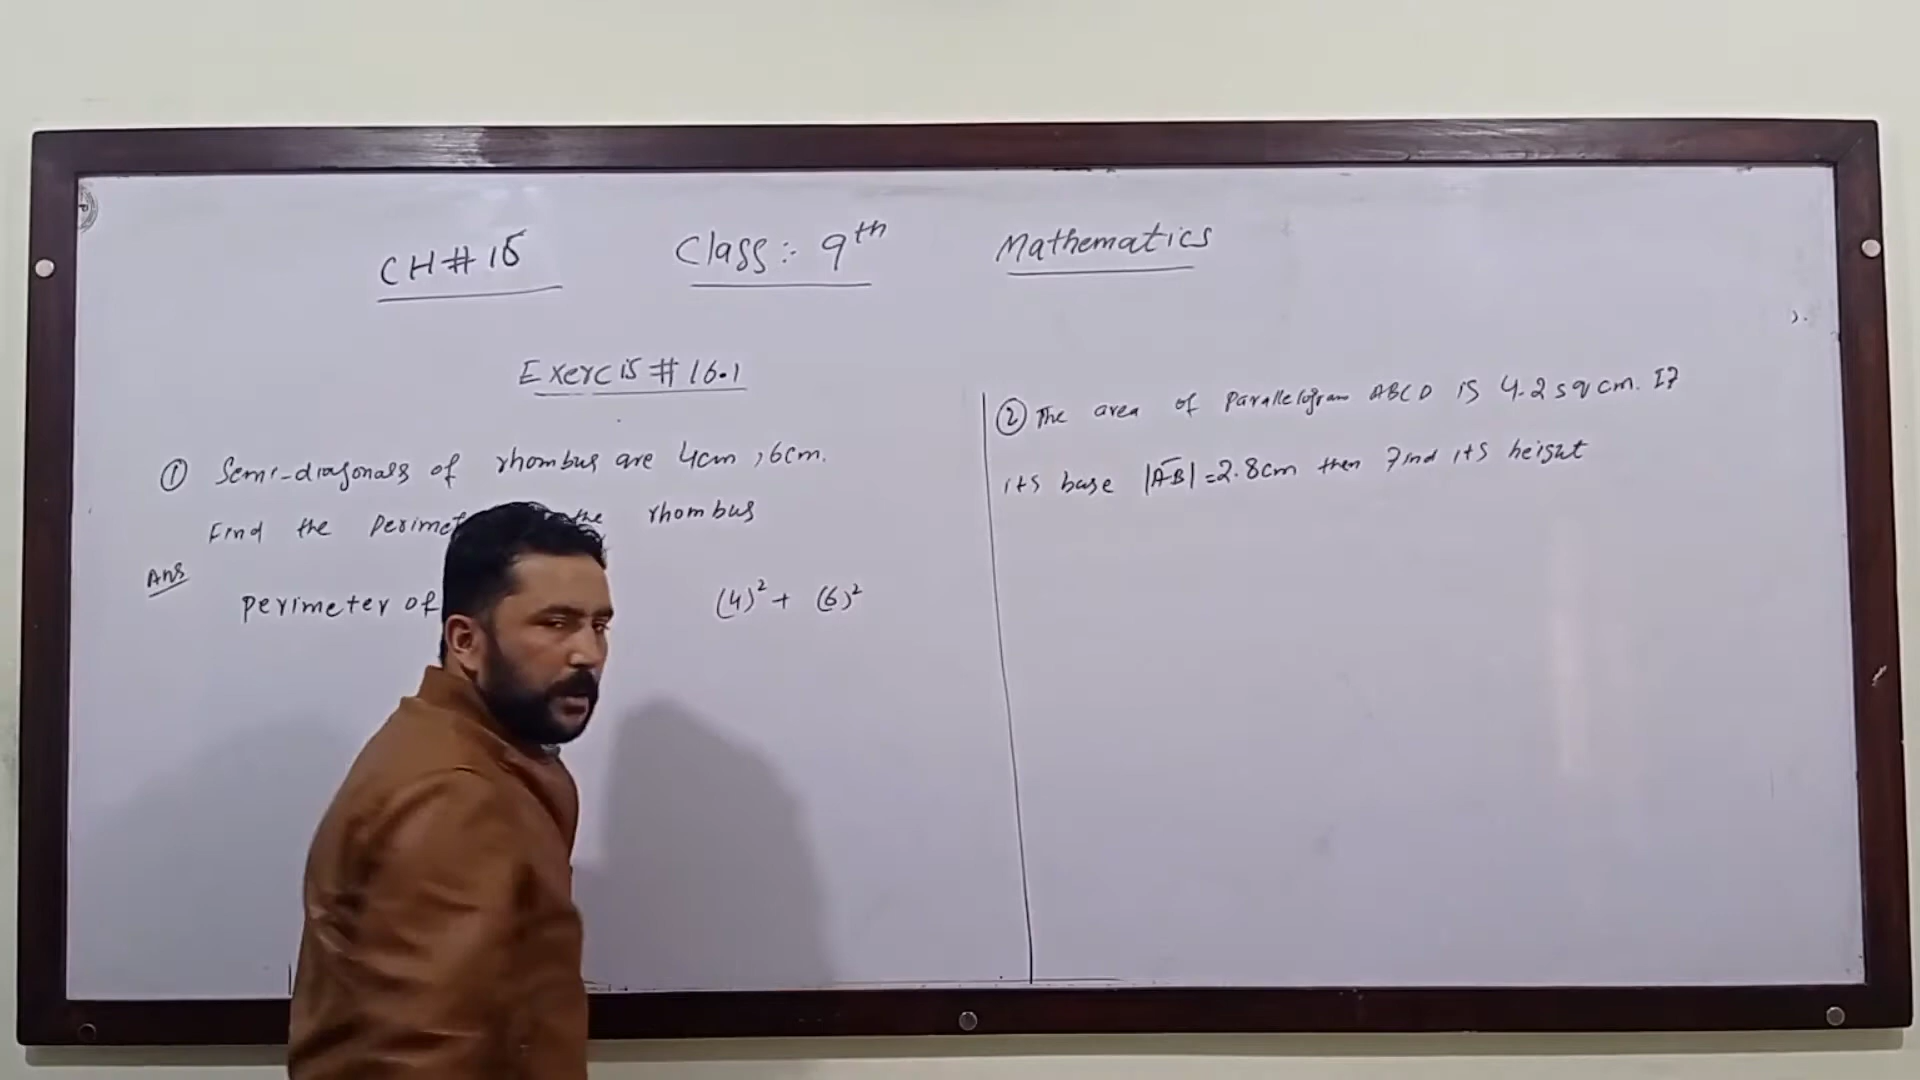 CH# 16 Class:- 9th Mathematics
Exercis # 16.1
① Semi-diagonals of rhombus are 4cm, 6cm.
Find the Perimet the rhombus
Ans
Perimeter of (4)² + (6)²
② The area of Parallelogram ABCD is 4.2 sq cm. If
its base |AB| = 2.8cm then Find its height